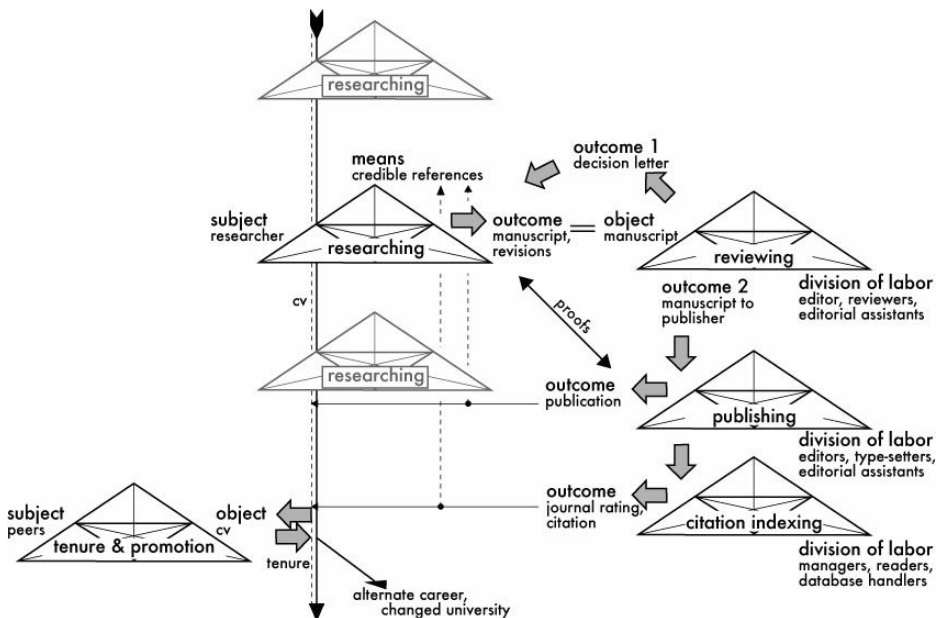 researching
outcome 1
decision letter
means
credible references
subject
researcher
researching
outcome
manuscript,
revisions
object
manuscript
reviewing
division of labor
editor, reviewers,
editorial assistants
outcome 2
manuscript to
publisher
cv
proofs
researching
outcome
publication
publishing
division of labor
editors, type-setters,
editorial assistants
outcome
journal rating,
citation
citation indexing
division of labor
managers, readers,
database handlers
subject
peers
tenure & promotion
object
cv
tenure
alternate career,
changed university